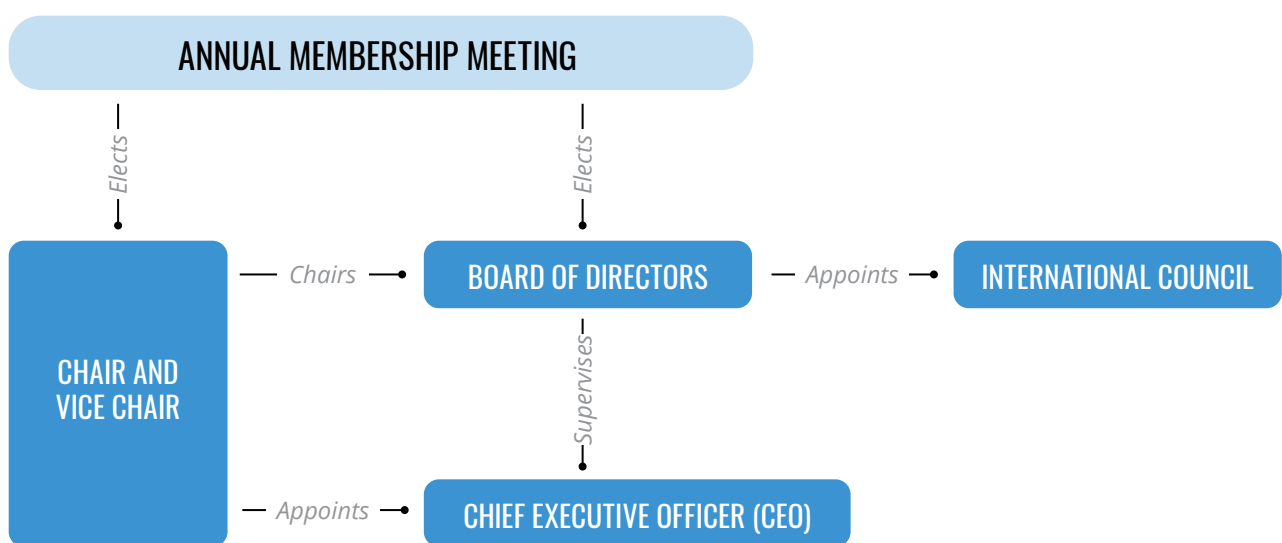 ANNUAL MEMBERSHIP MEETING
Elects
Elects
Chairs
BOARD OF DIRECTORS
Appoints
INTERNATIONAL COUNCIL
CHAIR AND
VICE CHAIR
Supervises
Appoints
CHIEF EXECUTIVE OFFICER (CEO)